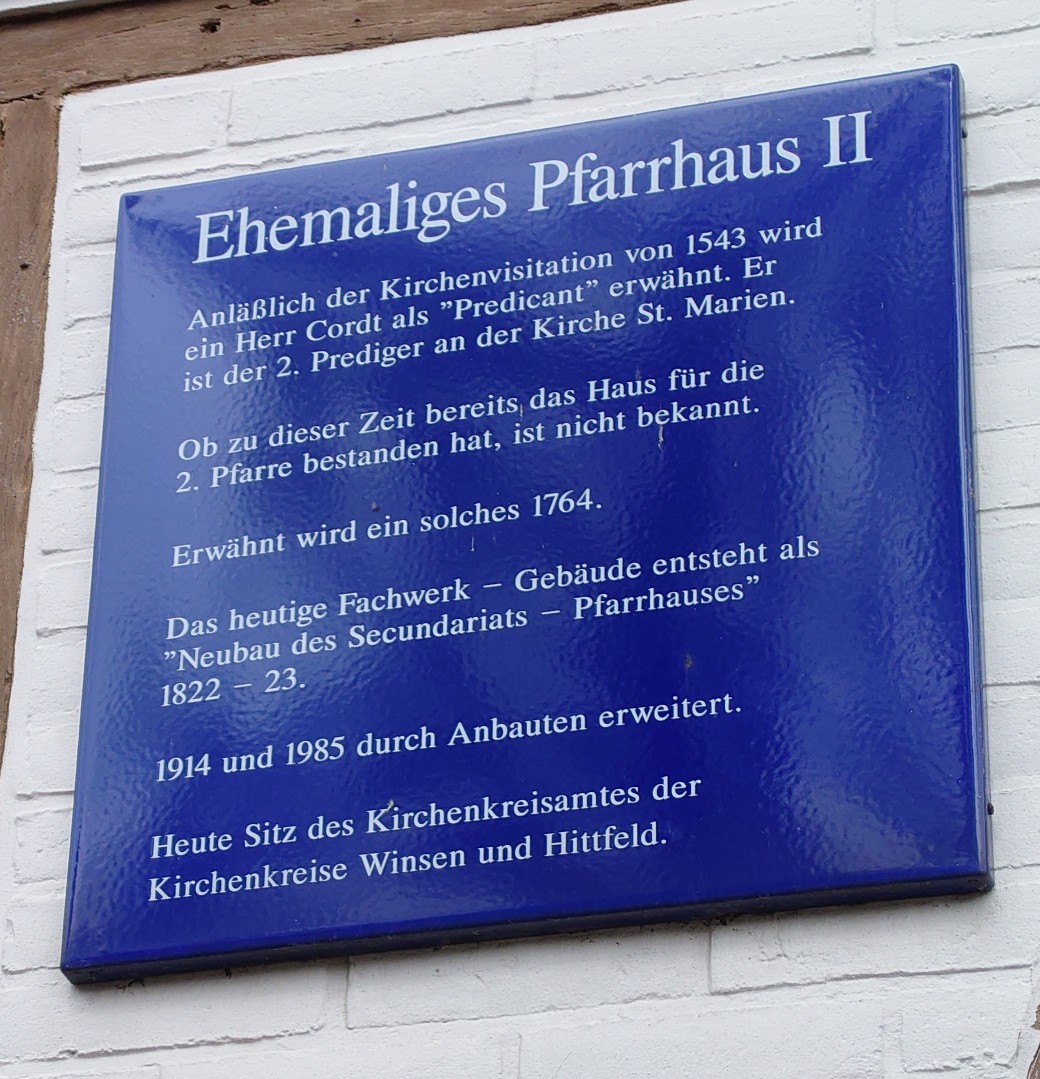 Ehemaliges Pfarrhaus II
Anläßlich der Kirchenvisitation von 1543 wird
ein Herr Cordt als ”Predicant” erwähnt. Er
ist der 2. Prediger an der Kirche St. Marien.
Ob zu dieser Zeit bereits das Haus für die
2. Pfarre bestanden hat, ist nicht bekannt.
Erwähnt wird ein solches 1764.
Das heutige Fachwerk – Gebäude entsteht als
”Neubau des Secundariats – Pfarrhauses”
1822 – 23.
1914 und 1985 durch Anbauten erweitert.
Heute Sitz des Kirchenkreisamtes der
Kirchenkreise Winsen und Hittfeld.